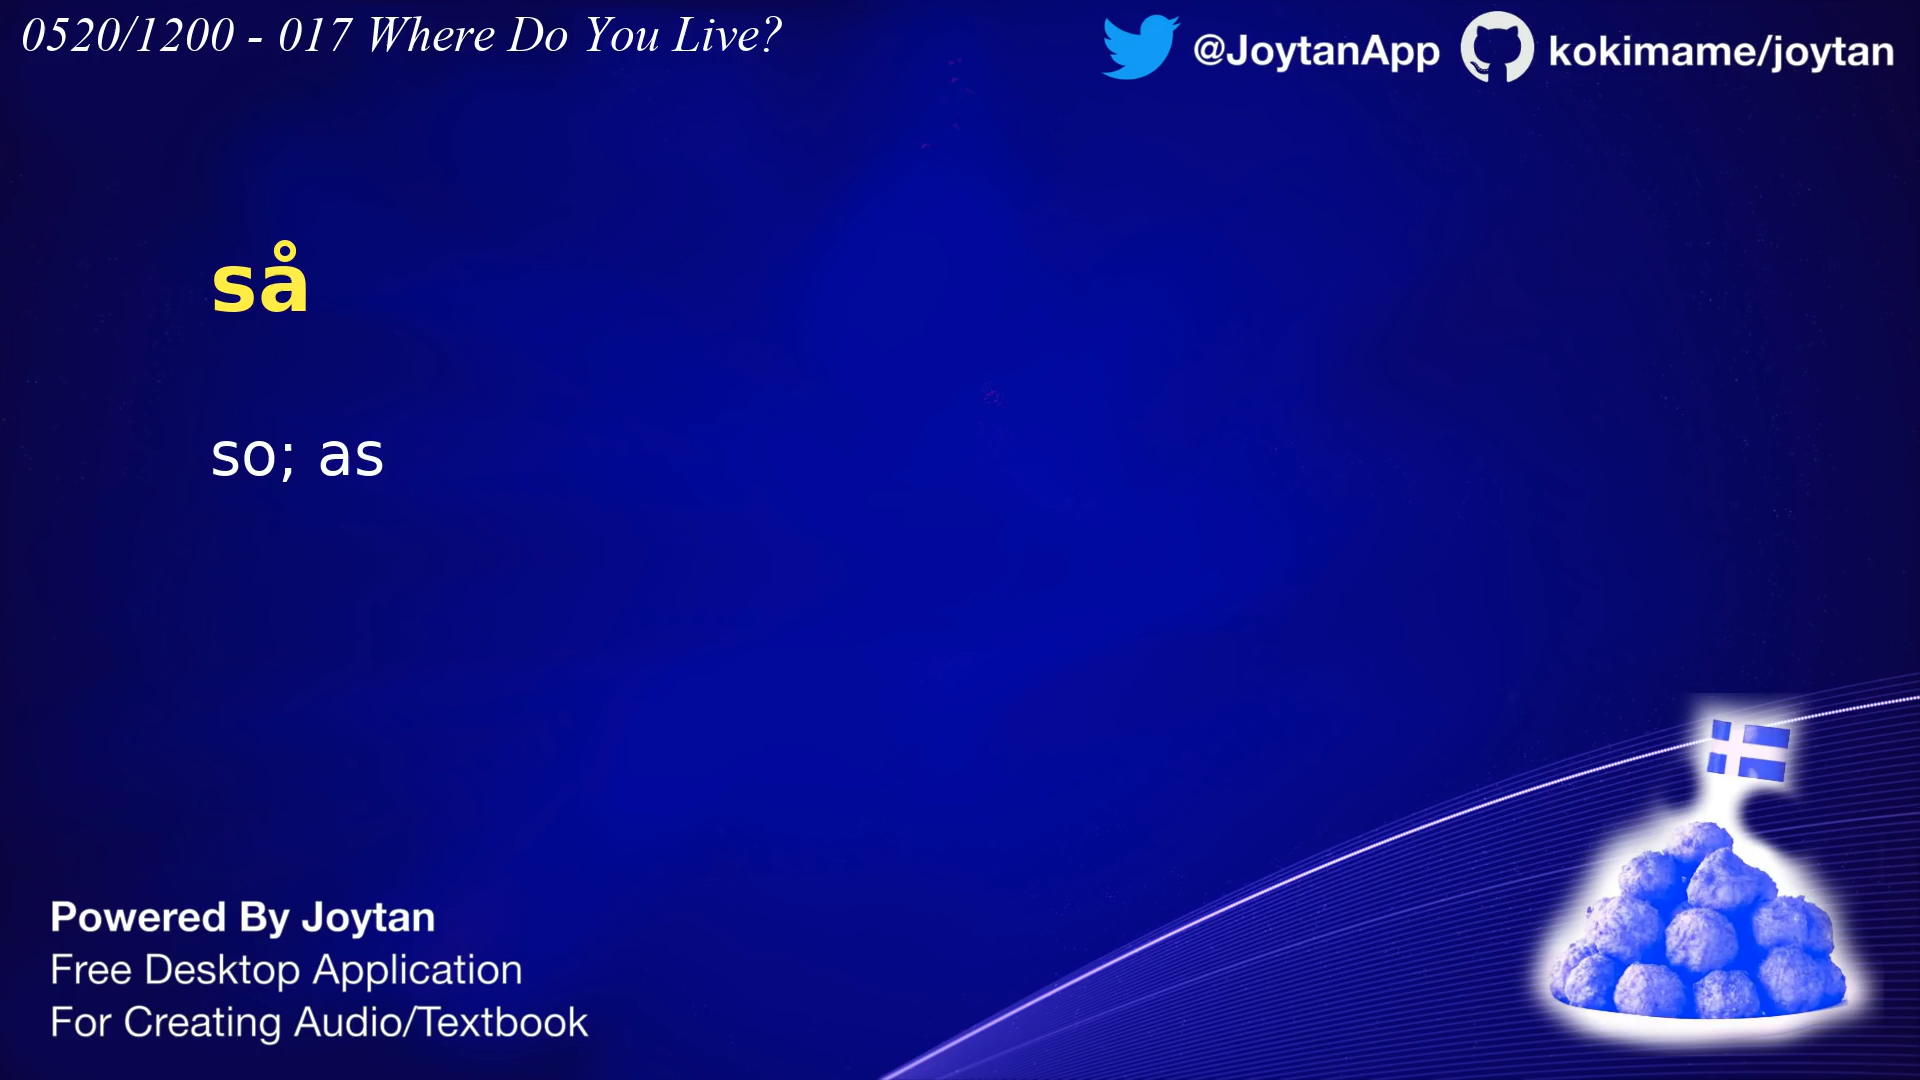 0520/1200 - 017 Where Do You Live?
@JoytanApp
kokimame/joytan
så
so; as
Powered By Joytan
Free Desktop Application
For Creating Audio/Textbook